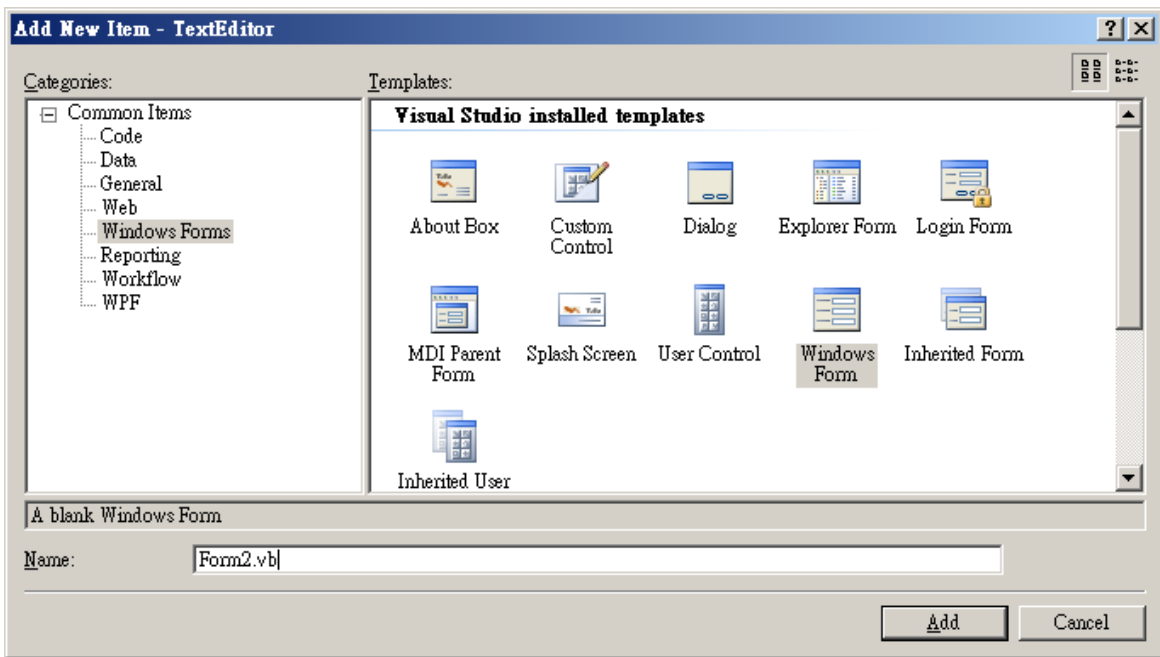 Add New Item - TextEditor
Categories:
Templates:
Common Items
Code
Data
General
Web
Windows Forms
Reporting
Workflow
WPF
Visual Studio installed templates
About Box
Custom
Control
Dialog
Explorer Form
Login Form
MDI Parent
Form
Splash Screen
User Control
Windows
Form
Inherited Form
Inherited User
A blank Windows Form
Name:
Form2.vb
Add
Cancel